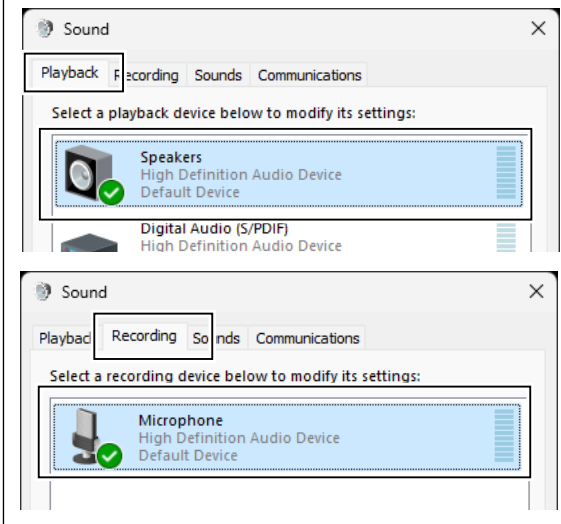 Sound
Playback Recording Sounds Communications
Select a playback device below to modify its settings:
Speakers
High Definition Audio Device
Default Device
Digital Audio (S/PDIF)
High Definition Audio Device
Sound
Playback Recording Sounds Communications
Select a recording device below to modify its settings:
Microphone
High Definition Audio Device
Default Device